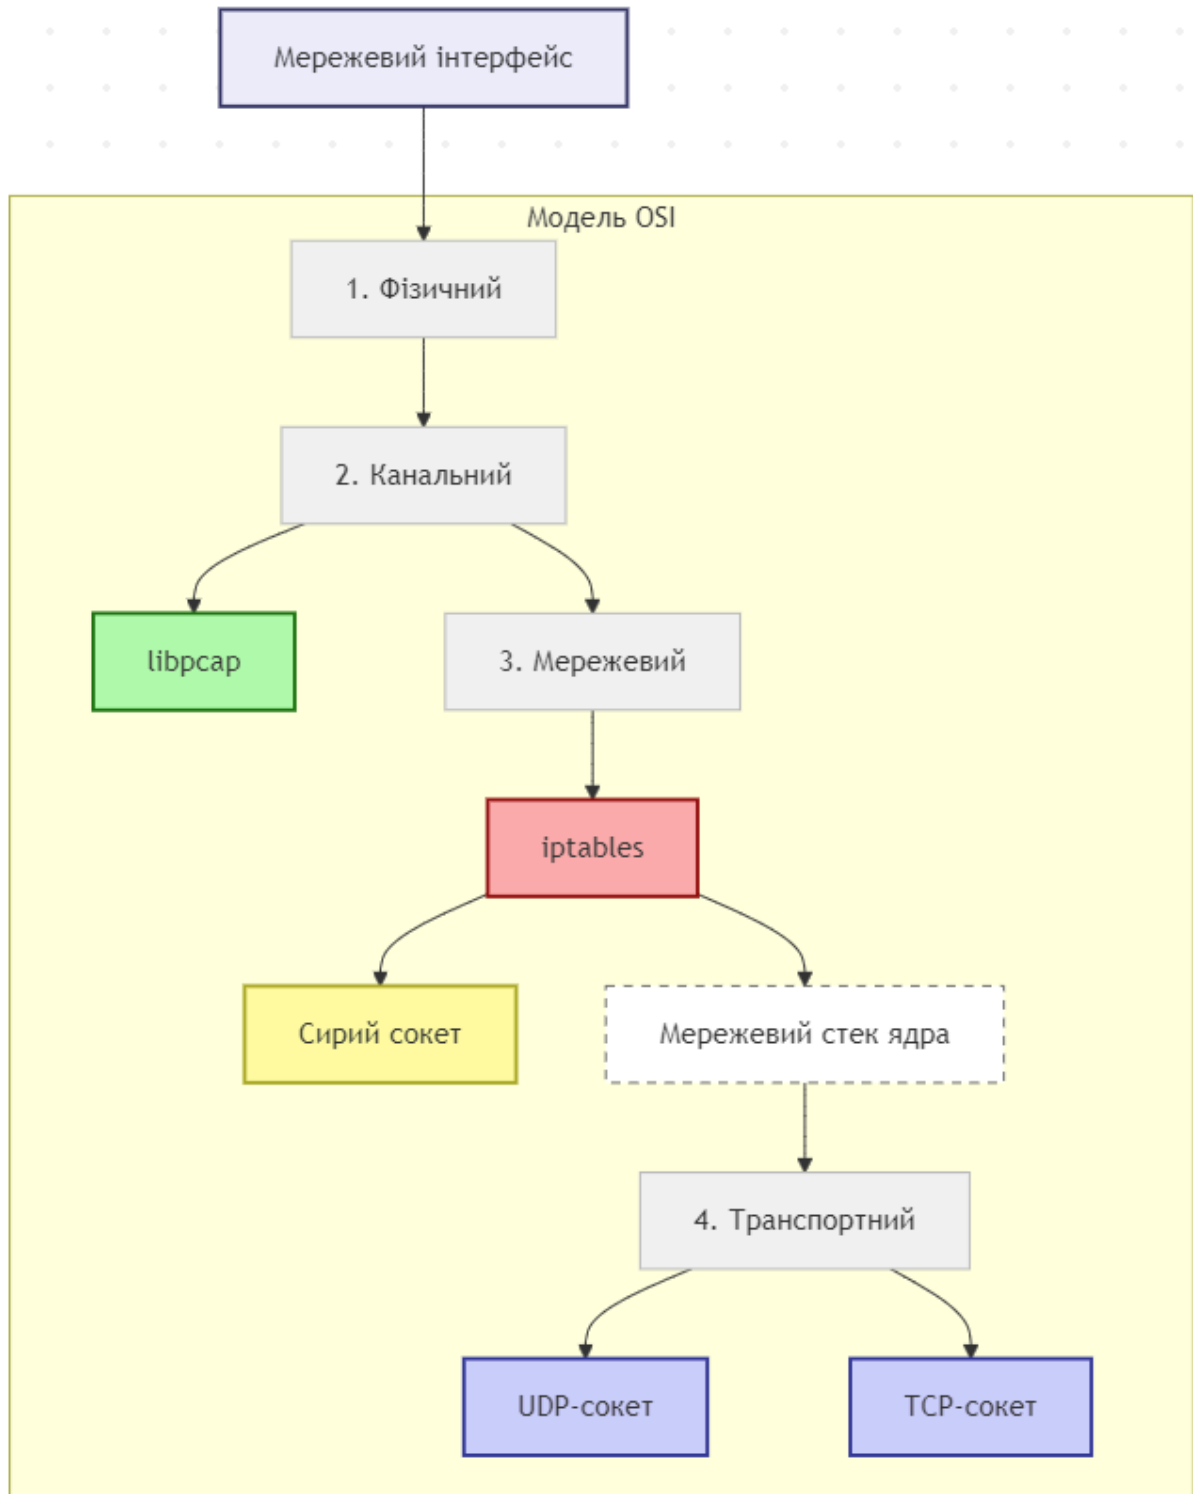 Мережевий інтерфейс
Модель OSI
1. Фізичний
2. Канальний
libpcap
3. Мережевий
iptables
Сирий сокет
Мережевий стек ядра
4. Транспортний
UDP-сокет
TCP-сокет